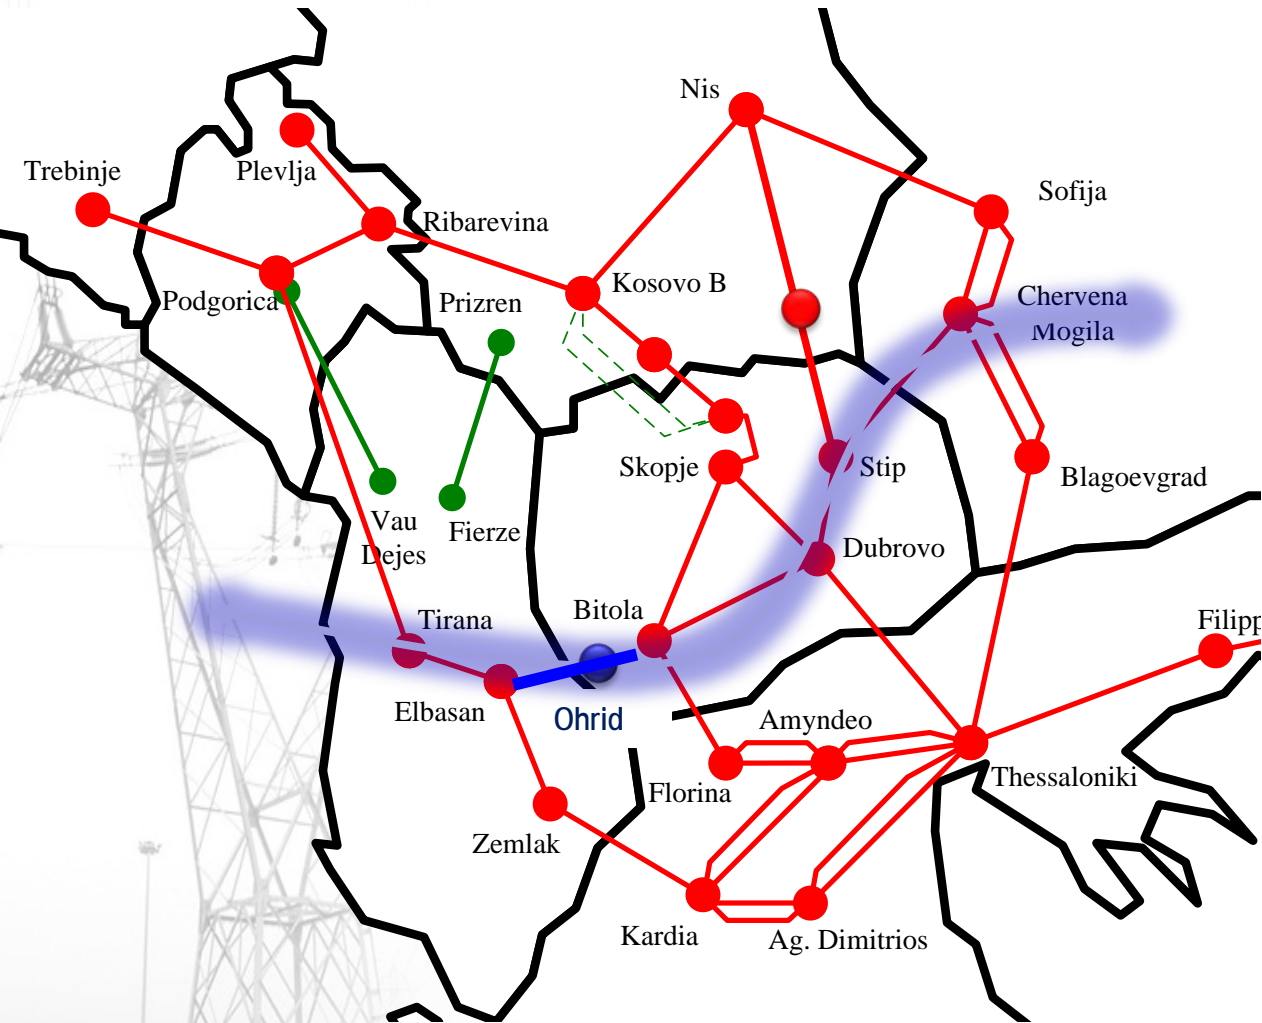 Nis
Trebinje
Plevlja
Sofija
Ribarevina
Kosovo B
Podgorica
Prizren
Chervena
Mogila
Skopje
Stip
Blagoevgrad
Vau
Dejes
Fierze
Dubrovo
Tirana
Bitola
Filipp
Elbasan
Ohrid
Amyndeo
Thessaloniki
Florina
Zemlak
Kardia
Ag. Dimitrios